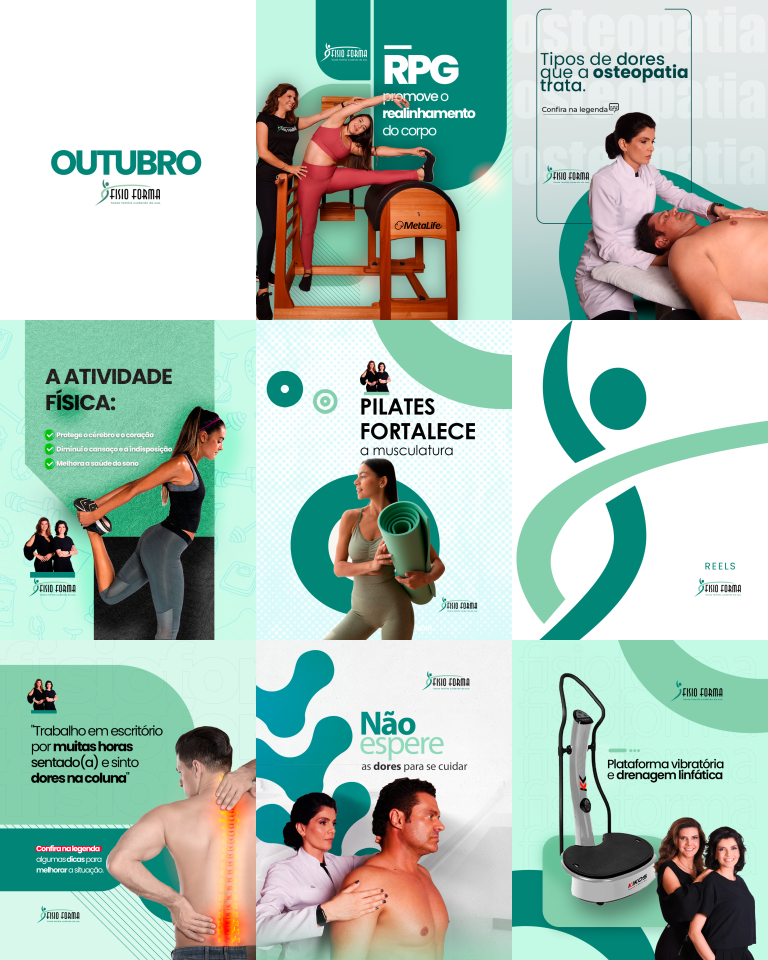 OUTUBRO
FISIO FORMA
FISIO FORMA
RPG
promove o
realinhamento
do corpo
MetaLife
osteopatia
osteopatia
osteopatia
Tipos de dores
que a osteopatia
trata.
Confira na legenda
FISIO FORMA
A ATIVIDADE
FÍSICA:
Protege o cérebro e o coração
Diminui o cansaço e a indisposição
Melhora a saúde do sono
FISIO FORMA
PILATES
FORTALECE
a musculatura
FISIO FORMA
REELS
FISIO FORMA
"Trabalho em escritório
por muitas horas
sentado(a) e sinto
dores na coluna"
Confira na legenda
algumas dicas para
melhorar a situação.
FISIO FORMA
FISIO FORMA
Não
espere
as dores para se cuidar
FISIO FORMA
Plataforma vibratória
e drenagem linfática
KIKOS